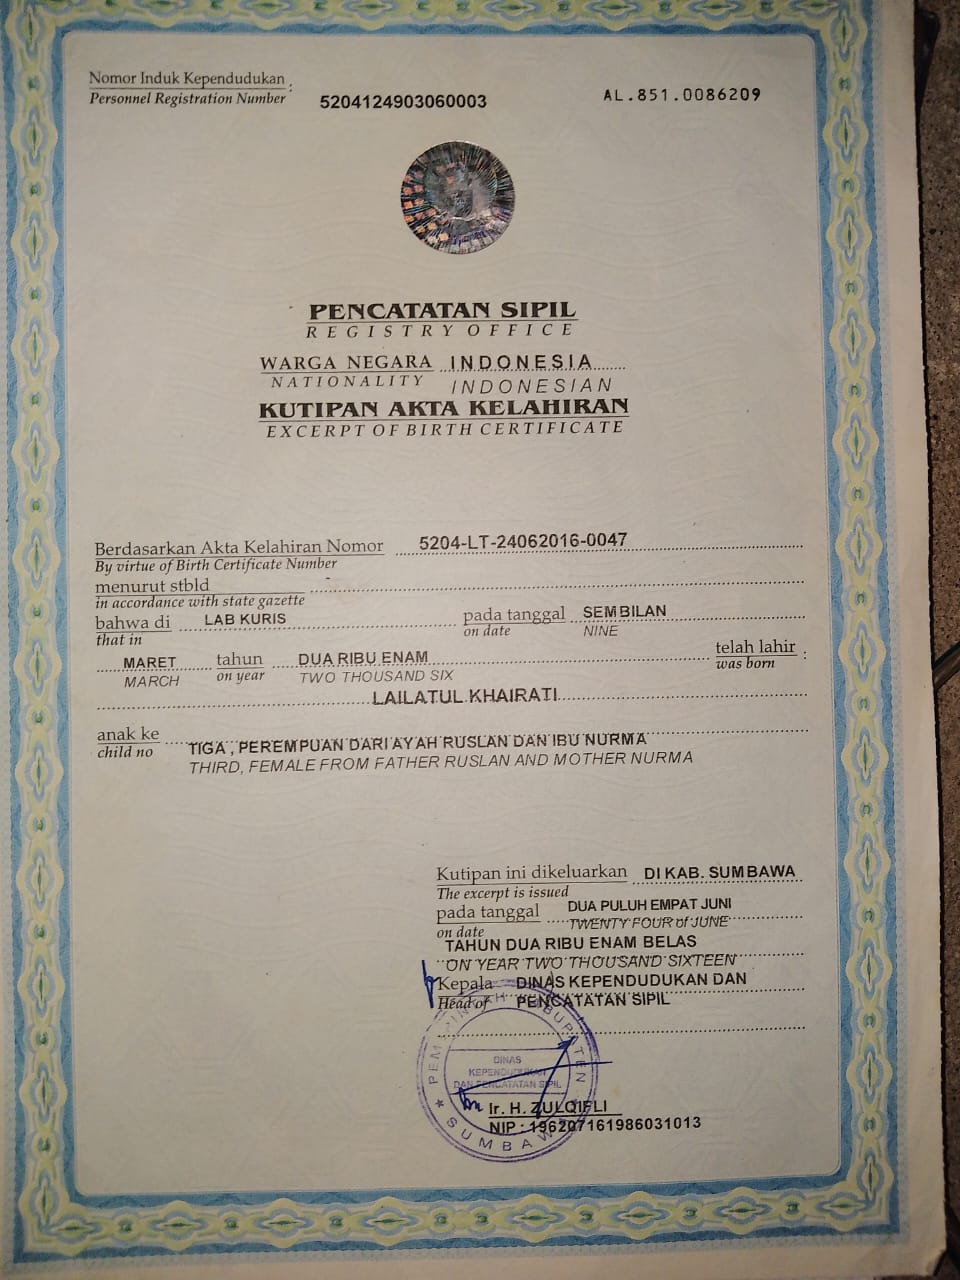 Nomor Induk Kependudukan :
Personnel Registration Number
5204124903060003
AL.851.0086209
PENCATATAN SIPIL
REGISTRY OFFICE
WARGA NEGARA INDONESIA
NATIONALITY INDONESIAN
KUTIPAN AKTA KELAHIRAN
EXCERPT OF BIRTH CERTIFICATE
Berdasarkan Akta Kelahiran Nomor 5204-LT-24062016-0047
By virtue of Birth Certificate Number
menurut stbld
in accordance with state gazette
bahwa di LAB KURIS pada tanggal SEMBILAN
that in on date NINE
MARET tahun DUA RIBU ENAM telah lahir :
MARCH on year TWO THOUSAND SIX was born
LAILATUL KHAIRATI
anak ke TIGA , PEREMPUAN DARI AYAH RUSLAN DAN IBU NURMA
child no THIRD, FEMALE FROM FATHER RUSLAN AND MOTHER NURMA
Kutipan ini dikeluarkan DI KAB. SUMBAWA
The excerpt is issued
pada tanggal DUA PULUH EMPAT JUNI
on date TWENTY FOUR of JUNE
TAHUN DUA RIBU ENAM BELAS
ON YEAR TWO THOUSAND SIXTEEN
Kepala DINAS KEPENDUDUKAN DAN
Head of PENCATATAN SIPIL
PEMERINTAH KABUPATEN
DINAS
KEPENDUDUKAN
DAN PENCATATAN SIPIL
SUMBAWA
Ir. H. ZULQIFLI
NIP : 196207161986031013